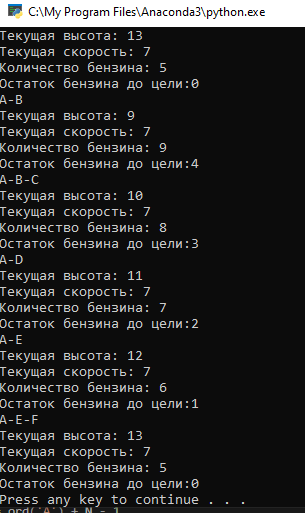 C:\My Program Files\Anaconda3\python.exe
Текущая высота: 13
Текущая скорость: 7
Количество бензина: 5
Остаток бензина до цели:0
A-B
Текущая высота: 9
Текущая скорость: 7
Количество бензина: 9
Остаток бензина до цели:4
A-B-C
Текущая высота: 10
Текущая скорость: 7
Количество бензина: 8
Остаток бензина до цели:3
A-D
Текущая высота: 11
Текущая скорость: 7
Количество бензина: 7
Остаток бензина до цели:2
A-E
Текущая высота: 12
Текущая скорость: 7
Количество бензина: 6
Остаток бензина до цели:1
A-E-F
Текущая высота: 13
Текущая скорость: 7
Количество бензина: 5
Остаток бензина до цели:0
Press any key to continue . . .
ord('A') + N - 1